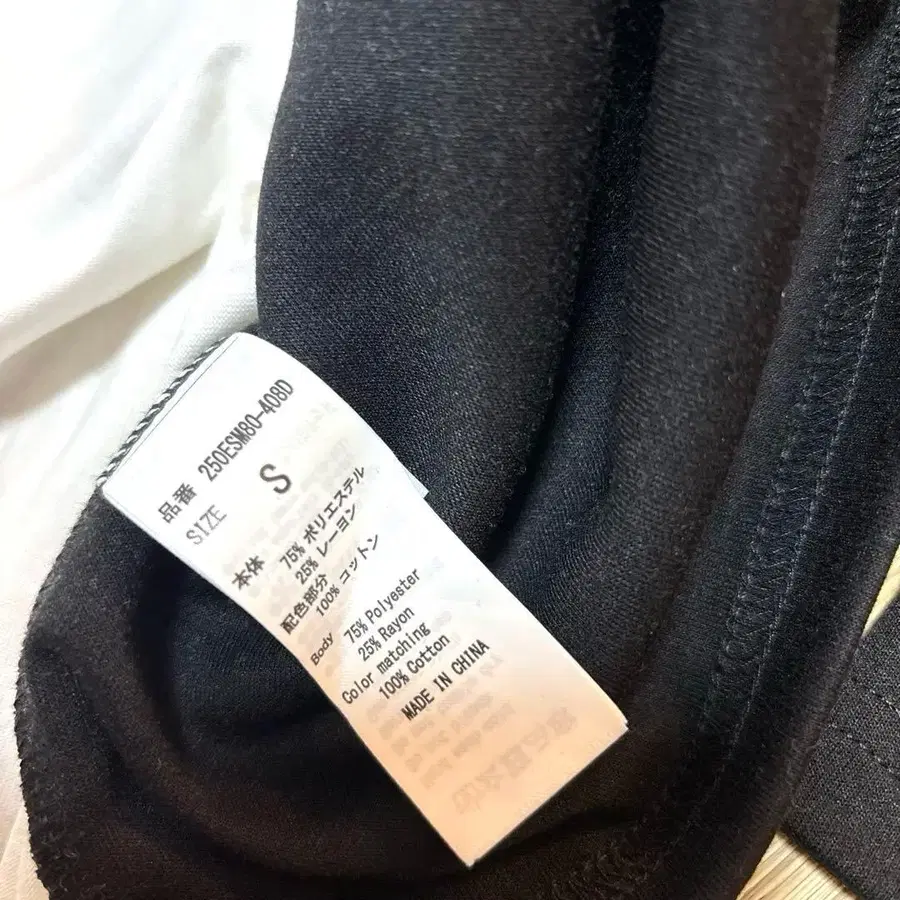 品番 250ESM80-408D
SIZE S
本体 75% ポリエステル
25% レーヨン
配色部分
100% コットン
Body 75% Polyester
25% Rayon
Color matching
100% Cotton
MADE IN CHINA